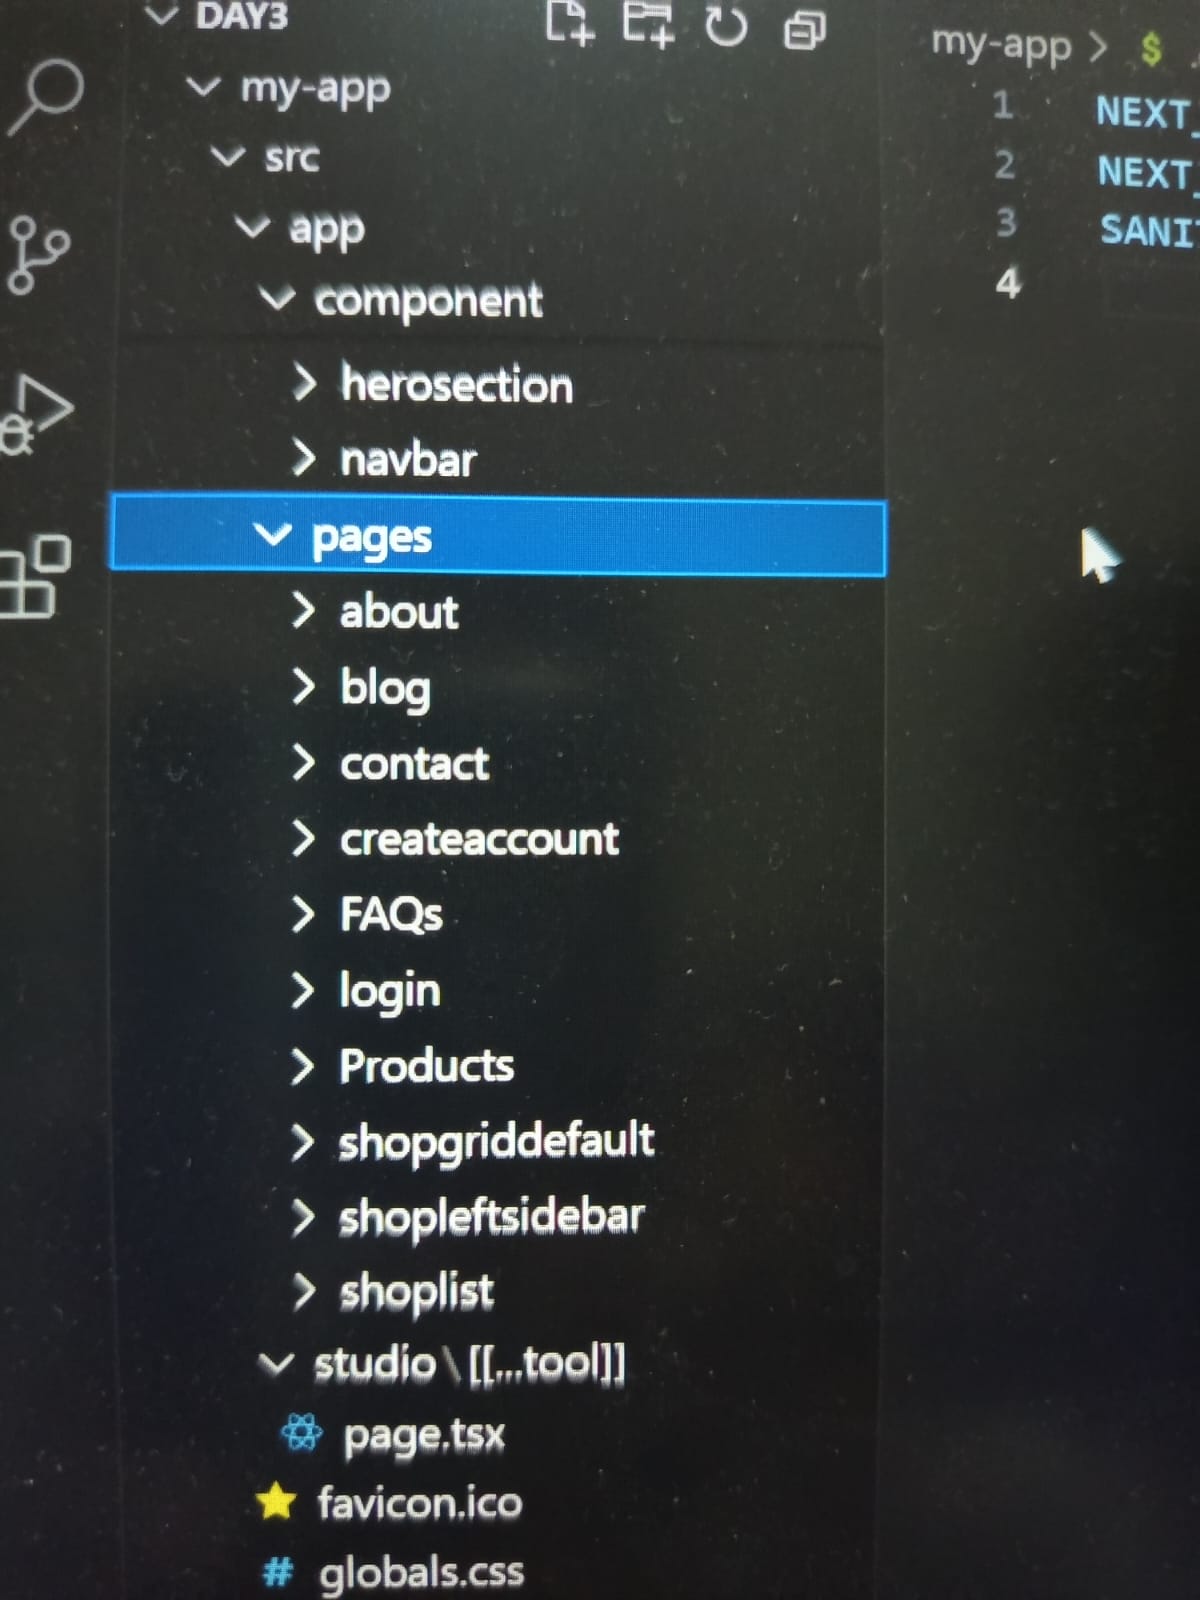 DAY3
my-app
src
app
component
herosection
navbar
pages
about
blog
contact
createaccount
FAQs
login
Products
shopgriddefault
shopleftsidebar
shoplist
studio \ [[...tool]]
page.tsx
favicon.ico
# globals.css
my-app > $ .
1 NEXT_
2 NEXT_
3 SANI
4